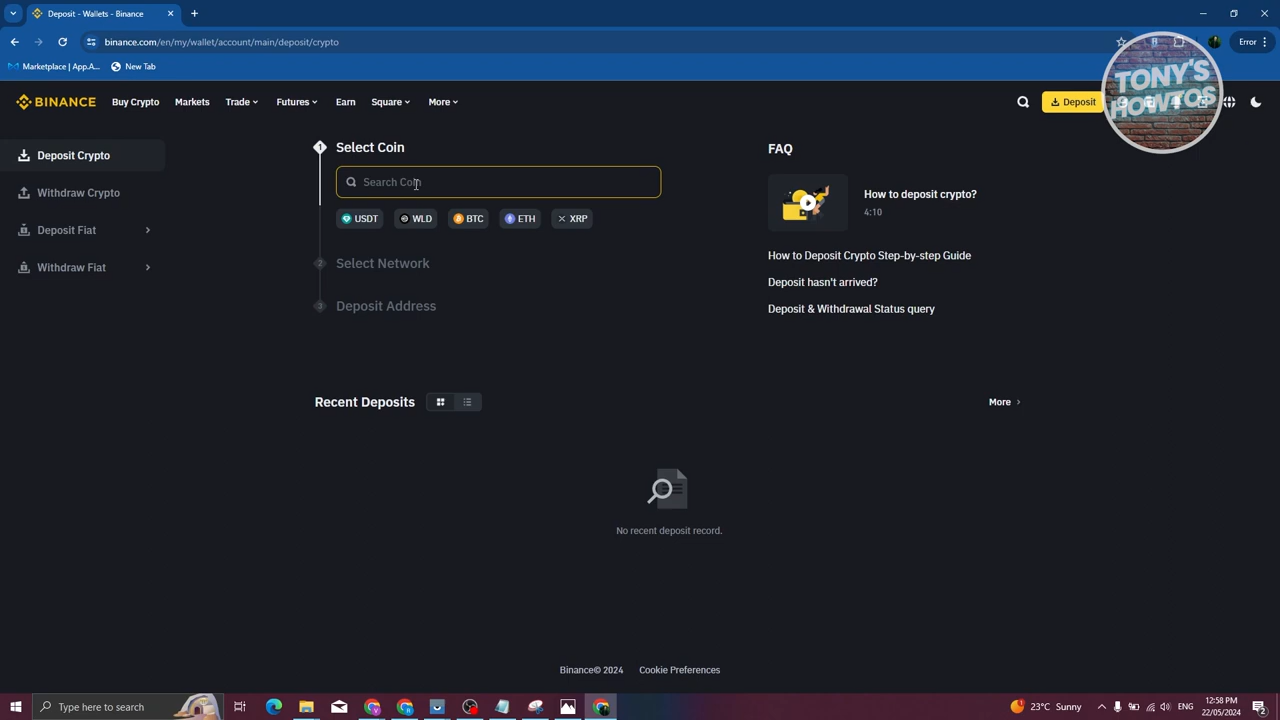 Deposit - Wallets - Binance
binance.com/en/my/wallet/account/main/deposit/crypto
Error
Marketplace | App.A...
New Tab
BINANCE
Buy Crypto
Markets
Trade
Futures
Earn
Square
More
Deposit
TONY'S
HOWTOS
Deposit Crypto
Withdraw Crypto
Deposit Fiat
Withdraw Fiat
1
Select Coin
Search Coin
USDT
WLD
BTC
ETH
XRP
2
Select Network
3
Deposit Address
FAQ
How to deposit crypto?
4:10
How to Deposit Crypto Step-by-step Guide
Deposit hasn't arrived?
Deposit & Withdrawal Status query
Recent Deposits
More
No recent deposit record.
Binance© 2024
Cookie Preferences
Type here to search
23°C Sunny
12:58 PM
22/05/2024
2